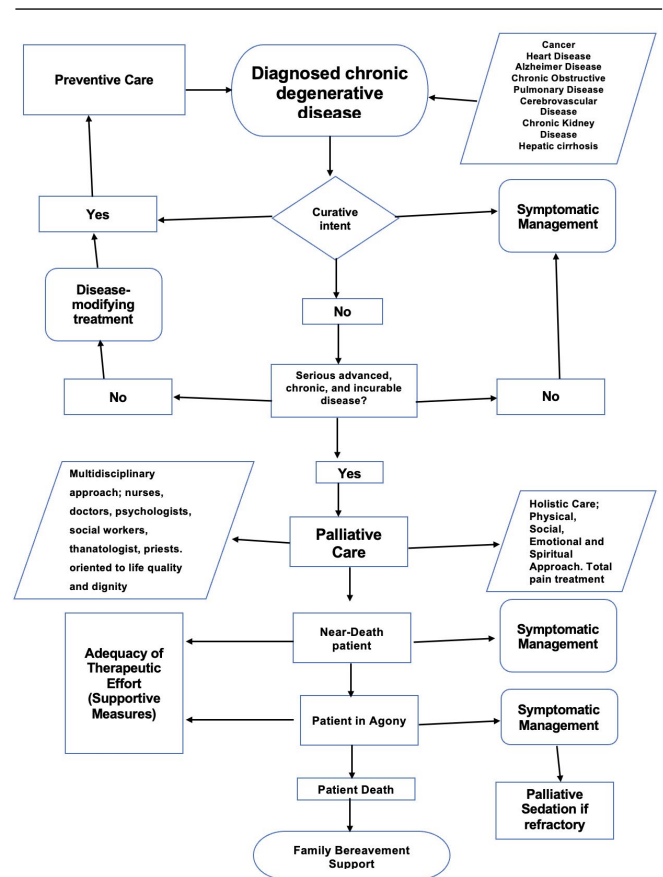 Preventive Care
Diagnosed chronic
degenerative
disease
Cancer
Heart Disease
Alzheimer Disease
Chronic Obstructive
Pulmonary Disease
Cerebrovascular
Disease
Chronic Kidney
Disease
Hepatic cirrhosis
Yes
Curative
intent
Symptomatic
Management
Disease-
modifying
treatment
No
No
Serious advanced,
chronic, and incurable
disease?
No
Yes
Multidisciplinary
approach; nurses,
doctors, psychologists,
social workers,
thanatologist, priests.
oriented to life quality
and dignity
Palliative
Care
Holistic Care;
Physical,
Social,
Emotional and
Spiritual
Approach. Total
pain treatment
Adequacy of
Therapeutic
Effort
(Supportive
Measures)
Near-Death
patient
Symptomatic
Management
Patient in Agony
Symptomatic
Management
Patient Death
Palliative
Sedation if
refractory
Family Bereavement
Support